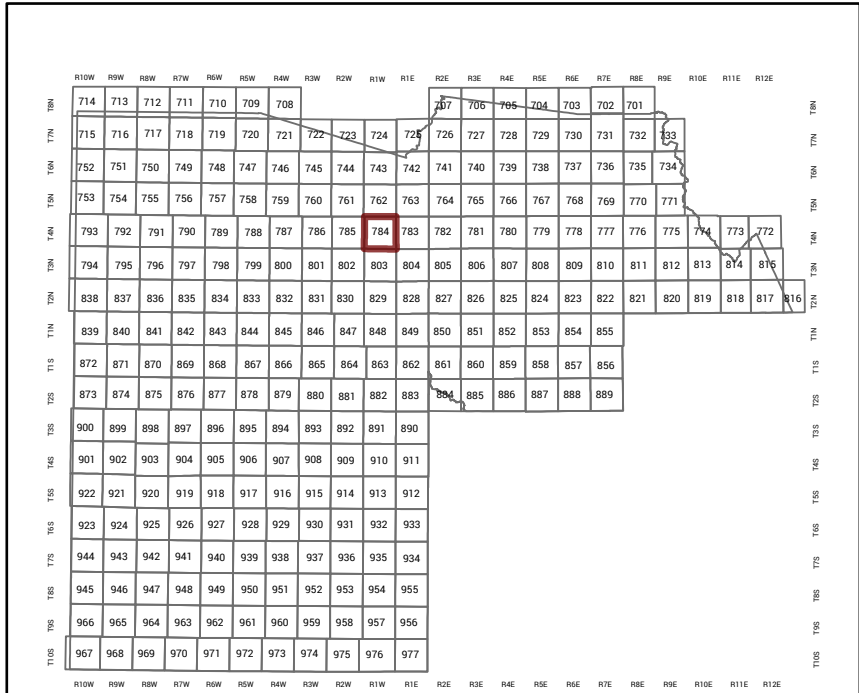 R10W R9W R8W R7W R6W R5W R4W R3W R2W R1W R1E R2E R3E R4E R5E R6E R7E R8E R9E R10E R11E R12E
T8N 714 713 712 711 710 709 708 707 706 705 704 703 702 701 T8N
T7N 715 716 717 718 719 720 721 722 723 724 725 726 727 728 729 730 731 732 733 T7N
T6N 752 751 750 749 748 747 746 745 744 743 742 741 740 739 738 737 736 735 734 T6N
T5N 753 754 755 756 757 758 759 760 761 762 763 764 765 766 767 768 769 770 771 T5N
T4N 793 792 791 790 789 788 787 786 785 784 783 782 781 780 779 778 777 776 775 774 773 772 T4N
T3N 794 795 796 797 798 799 800 801 802 803 804 805 806 807 808 809 810 811 812 813 814 815 T3N
T2N 838 837 836 835 834 833 832 831 830 829 828 827 826 825 824 823 822 821 820 819 818 817 816 T2N
T1N 839 840 841 842 843 844 845 846 847 848 849 850 851 852 853 854 855 T1N
T1S 872 871 870 869 868 867 866 865 864 863 862 861 860 859 858 857 856 T1S
T2S 873 874 875 876 877 878 879 880 881 882 883 884 885 886 887 888 889 T2S
T3S 900 899 898 897 896 895 894 893 892 891 890 T3S
T4S 901 902 903 904 905 906 907 908 909 910 911 T4S
T5S 922 921 920 919 918 917 916 915 914 913 912 T5S
T6S 923 924 925 926 927 928 929 930 931 932 933 T6S
T7S 944 943 942 941 940 939 938 937 936 935 934 T7S
T8S 945 946 947 948 949 950 951 952 953 954 955 T8S
T9S 966 965 964 963 962 961 960 959 958 957 956 T9S
T10S 967 968 969 970 971 972 973 974 975 976 977 T10S
R10W R9W R8W R7W R6W R5W R4W R3W R2W R1W R1E R2E R3E R4E R5E R6E R7E R8E R9E R10E R11E R12E